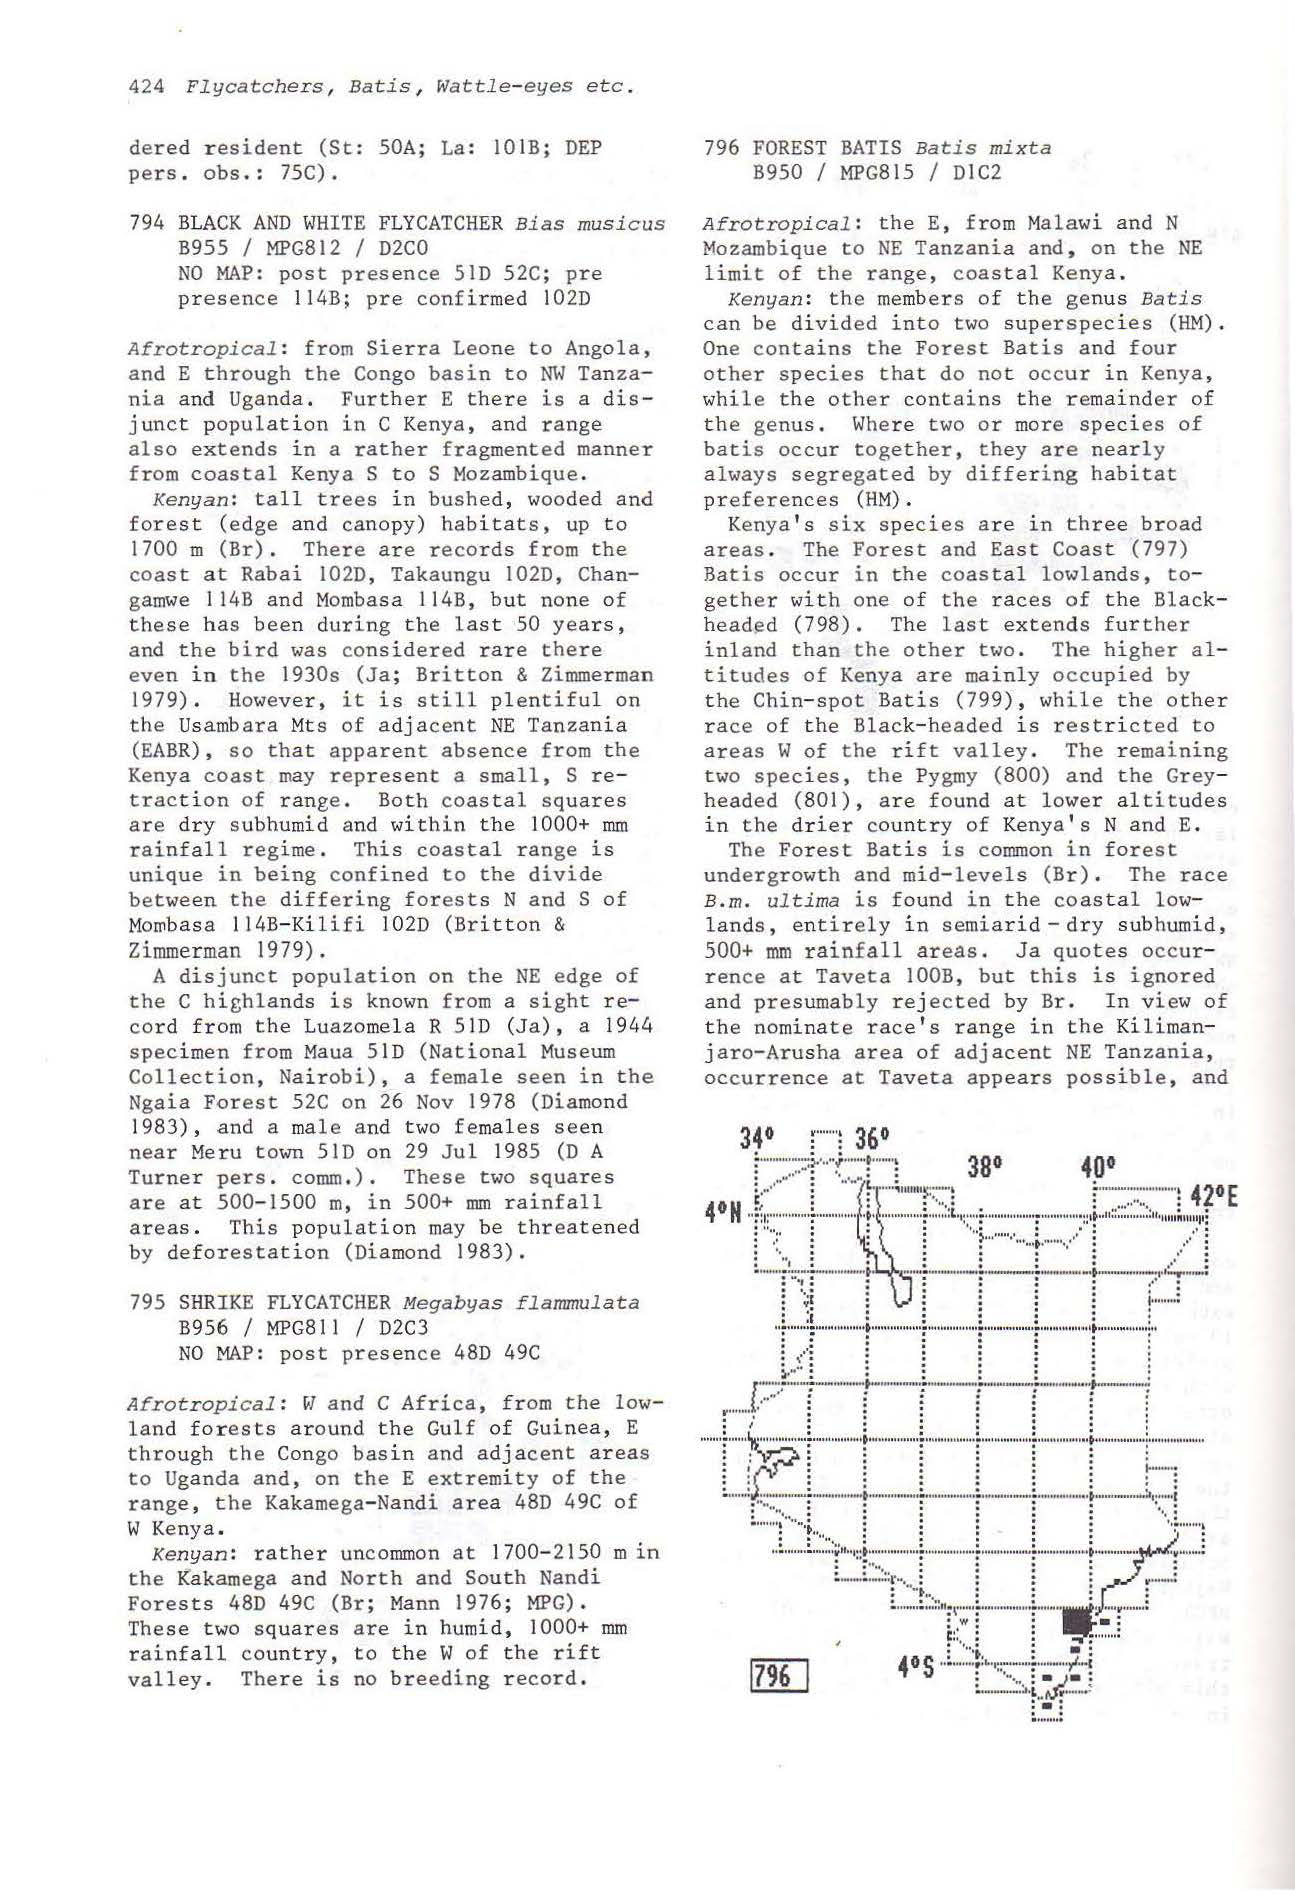 424 Flycatchers, Batis, Wattle-eyes etc.
dered resident (St: 50A; La: 101B; DEP
pers. obs.: 75C).
794 BLACK AND WHITE FLYCATCHER Bias musicus
B955 / MPG812 / D2C0
NO MAP: post presence 51D 52C; pre
presence 114B; pre confirmed 102D
Afrotropical: from Sierra Leone to Angola,
and E through the Congo basin to NW Tanza-
nia and Uganda. Further E there is a dis-
junct population in C Kenya, and range
also extends in a rather fragmented manner
from coastal Kenya S to S Mozambique.
Kenyan: tall trees in bushed, wooded and
forest (edge and canopy) habitats, up to
1700 m (Br). There are records from the
coast at Rabai 102D, Takaungu 102D, Chan-
gamwe 114B and Mombasa 114B, but none of
these has been during the last 50 years,
and the bird was considered rare there
even in the 1930s (Ja; Britton & Zimmerman
1979). However, it is still plentiful on
the Usambara Mts of adjacent NE Tanzania
(EABR), so that apparent absence from the
Kenya coast may represent a small, S re-
traction of range. Both coastal squares
are dry subhumid and within the 1000+ mm
rainfall regime. This coastal range is
unique in being confined to the divide
between the differing forests N and S of
Mombasa 114B-Kilifi 102D (Britton &
Zimmerman 1979).
A disjunct population on the NE edge of
the C highlands is known from a sight re-
cord from the Luazomela R 51D (Ja), a 1944
specimen from Maua 51D (National Museum
Collection, Nairobi), a female seen in the
Ngaia Forest 52C on 26 Nov 1978 (Diamond
1983), and a male and two females seen
near Meru town 51D on 29 Jul 1985 (D A
Turner pers. comm.). These two squares
are at 500-1500 m, in 500+ mm rainfall
areas. This population may be threatened
by deforestation (Diamond 1983).
795 SHRIKE FLYCATCHER Megabyas flammulata
B956 / MPG811 / D2C3
NO MAP: post presence 48D 49C
Afrotropical: W and C Africa, from the low-
land forests around the Gulf of Guinea, E
through the Congo basin and adjacent areas
to Uganda and, on the E extremity of the
range, the Kakamega-Nandi area 48D 49C of
W Kenya.
Kenyan: rather uncommon at 1700-2150 m in
the Kakamega and North and South Nandi
Forests 48D 49C (Br; Mann 1976; MPG).
These two squares are in humid, 1000+ mm
rainfall country, to the W of the rift
valley. There is no breeding record.
796 FOREST BATIS Batis mixta
B950 / MPG815 / D1C2
Afrotropical: the E, from Malawi and N
Mozambique to NE Tanzania and, on the NE
limit of the range, coastal Kenya.
Kenyan: the members of the genus Batis
can be divided into two superspecies (HM).
One contains the Forest Batis and four
other species that do not occur in Kenya,
while the other contains the remainder of
the genus. Where two or more species of
batis occur together, they are nearly
always segregated by differing habitat
preferences (HM).
Kenya's six species are in three broad
areas. The Forest and East Coast (797)
Batis occur in the coastal lowlands, to-
gether with one of the races of the Black-
headed (798). The last extends further
inland than the other two. The higher al-
titudes of Kenya are mainly occupied by
the Chin-spot Batis (799), while the other
race of the Black-headed is restricted to
areas W of the rift valley. The remaining
two species, the Pygmy (800) and the Grey-
headed (801), are found at lower altitudes
in the drier country of Kenya's N and E.
The Forest Batis is common in forest
undergrowth and mid-levels (Br). The race
B.m. ultima is found in the coastal low-
lands, entirely in semiarid - dry subhumid,
500+ mm rainfall areas. Ja quotes occur-
rence at Taveta 100B, but this is ignored
and presumably rejected by Br. In view of
the nominate race's range in the Kiliman-
jaro-Arusha area of adjacent NE Tanzania,
occurrence at Taveta appears possible, and
34° 36°
38° 40°
42°E
4°N
4°S
796